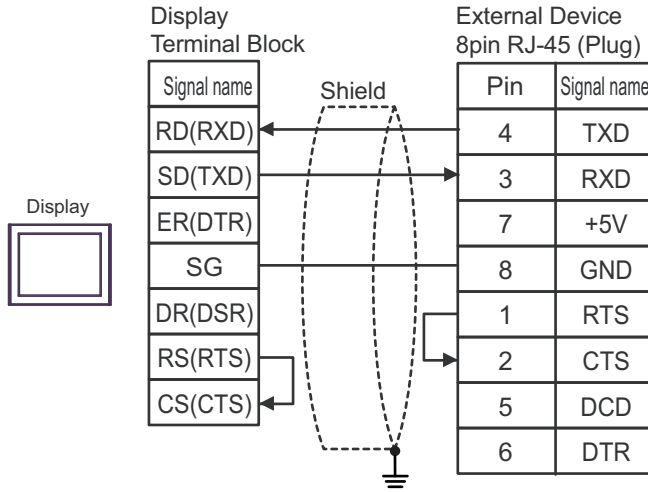 Display
Terminal Block
External Device
8pin RJ-45 (Plug)
Signal name
Shield
Pin
Signal name
RD(RXD)
4
TXD
SD(TXD)
3
RXD
Display
ER(DTR)
7
+5V
SG
8
GND
DR(DSR)
1
RTS
RS(RTS)
2
CTS
CS(CTS)
5
DCD
6
DTR